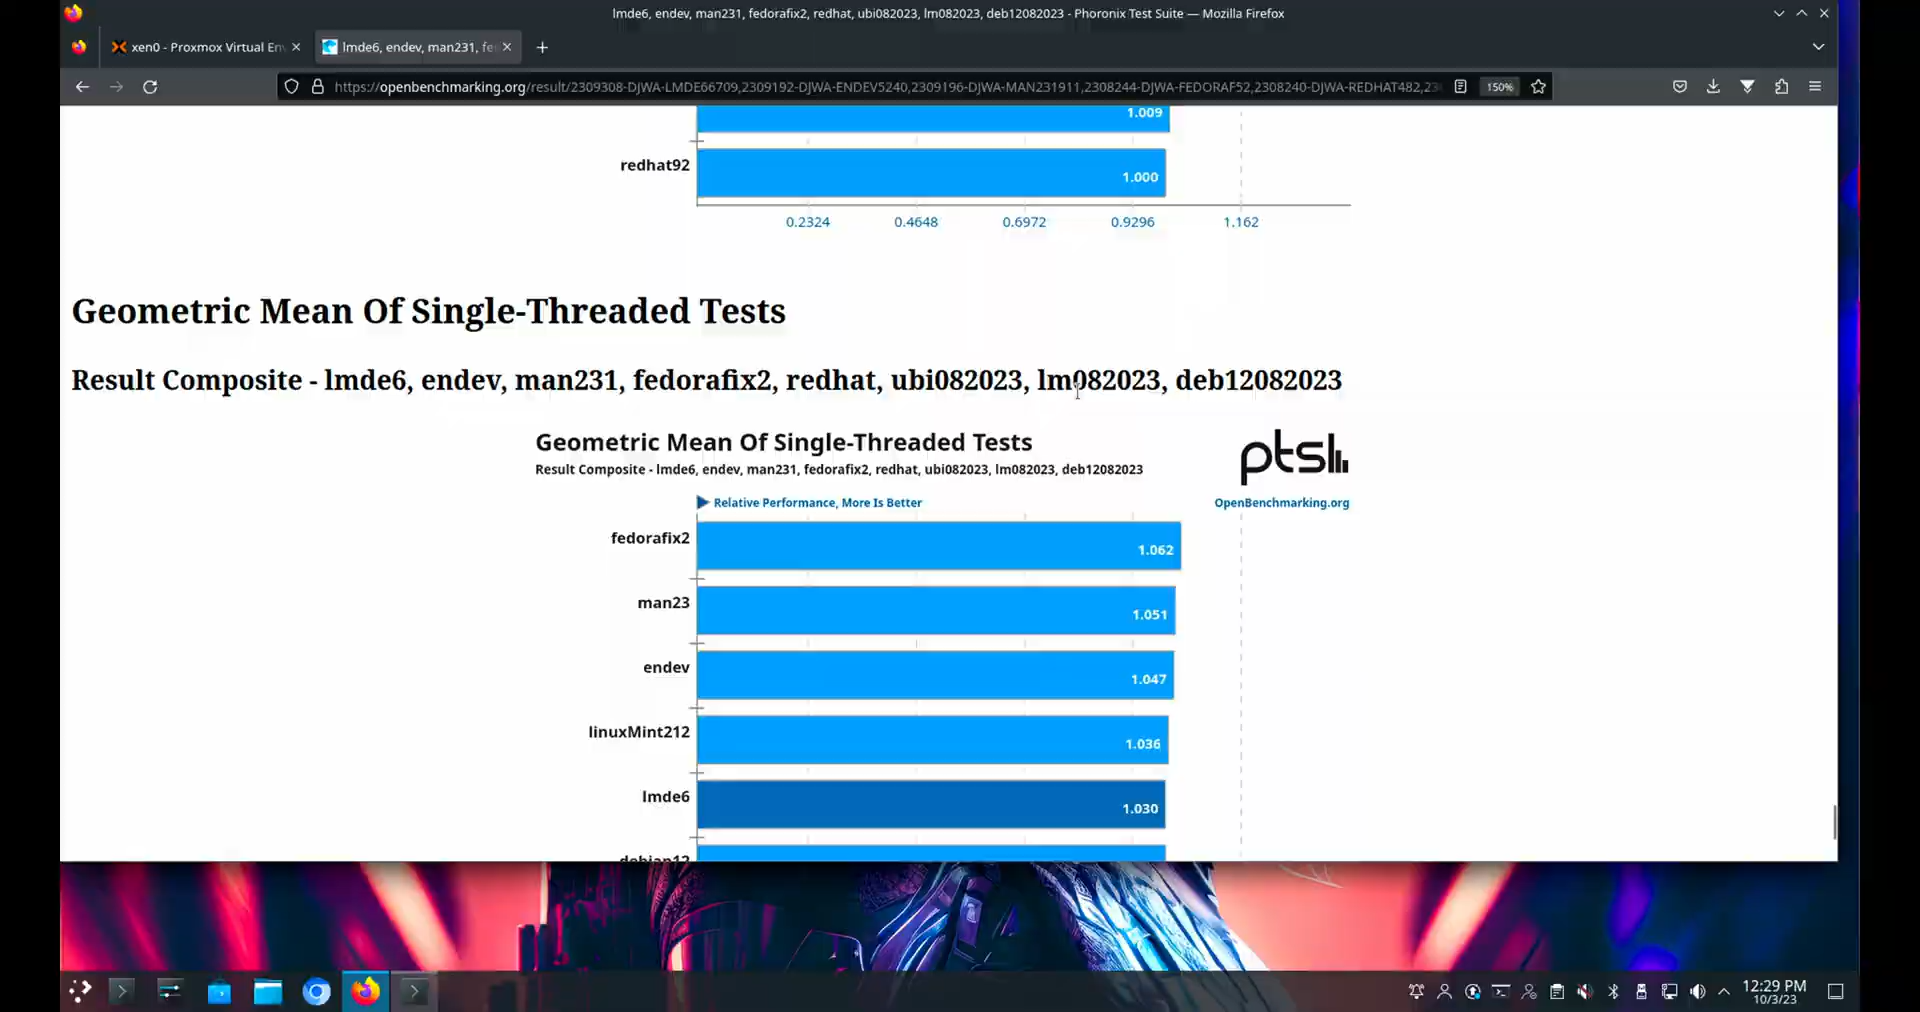 lmde6, endev, man231, fedorafix2, redhat, ubi082023, lm082023, deb12082023 - Phoronix Test Suite — Mozilla Firefox
xen0 - Proxmox Virtual En
lmde6, endev, man231, fe
https://openbenchmarking.org/result/2309308-DJWA-LMDE66709,2309192-DJWA-ENDEV5240,2309196-DJWA-MAN231911,2308244-DJWA-FEDORAF52,2308240-DJWA-REDHAT482,23
150%
1.009
redhat92
1.000
0.2324 0.4648 0.6972 0.9296 1.162
Geometric Mean Of Single-Threaded Tests
Result Composite - lmde6, endev, man231, fedorafix2, redhat, ubi082023, lm082023, deb12082023
Geometric Mean Of Single-Threaded Tests
ptsl
Result Composite - lmde6, endev, man231, fedorafix2, redhat, ubi082023, lm082023, deb12082023
Relative Performance, More Is Better
OpenBenchmarking.org
fedorafix2
1.062
man23
1.051
endev
1.047
linuxMint212
1.036
lmde6
1.030
debian12
12:29 PM
10/3/23